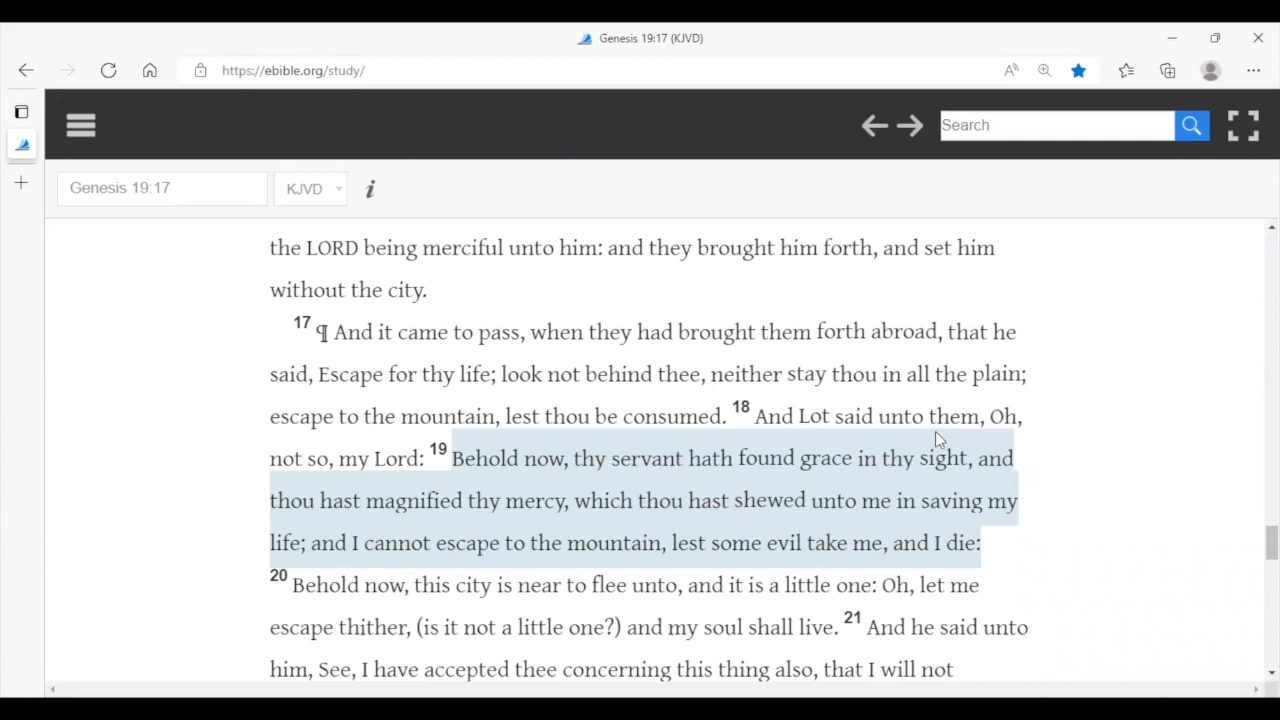 Genesis 19:17 (KJVD)
https://ebible.org/study/
Search
Genesis 19:17 KJVD i
the LORD being merciful unto him: and they brought him forth, and set him
without the city.
17 ¶ And it came to pass, when they had brought them forth abroad, that he
said, Escape for thy life; look not behind thee, neither stay thou in all the plain;
escape to the mountain, lest thou be consumed. 18 And Lot said unto them, Oh,
not so, my Lord: 19 Behold now, thy servant hath found grace in thy sight, and
thou hast magnified thy mercy, which thou hast shewed unto me in saving my
life; and I cannot escape to the mountain, lest some evil take me, and I die:
20 Behold now, this city is near to flee unto, and it is a little one: Oh, let me
escape thither, (is it not a little one?) and my soul shall live. 21 And he said unto
him, See, I have accepted thee concerning this thing also, that I will not